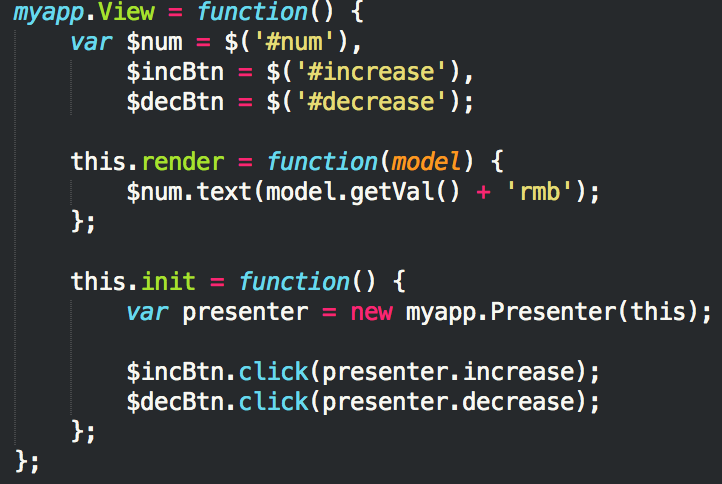 myapp.View = function() {
    var $num = $('#num'),
        $incBtn = $('#increase'),
        $decBtn = $('#decrease');

    this.render = function(model) {
        $num.text(model.getVal() + 'rmb');
    };

    this.init = function() {
        var presenter = new myapp.Presenter(this);

        $incBtn.click(presenter.increase);
        $decBtn.click(presenter.decrease);
    };
};